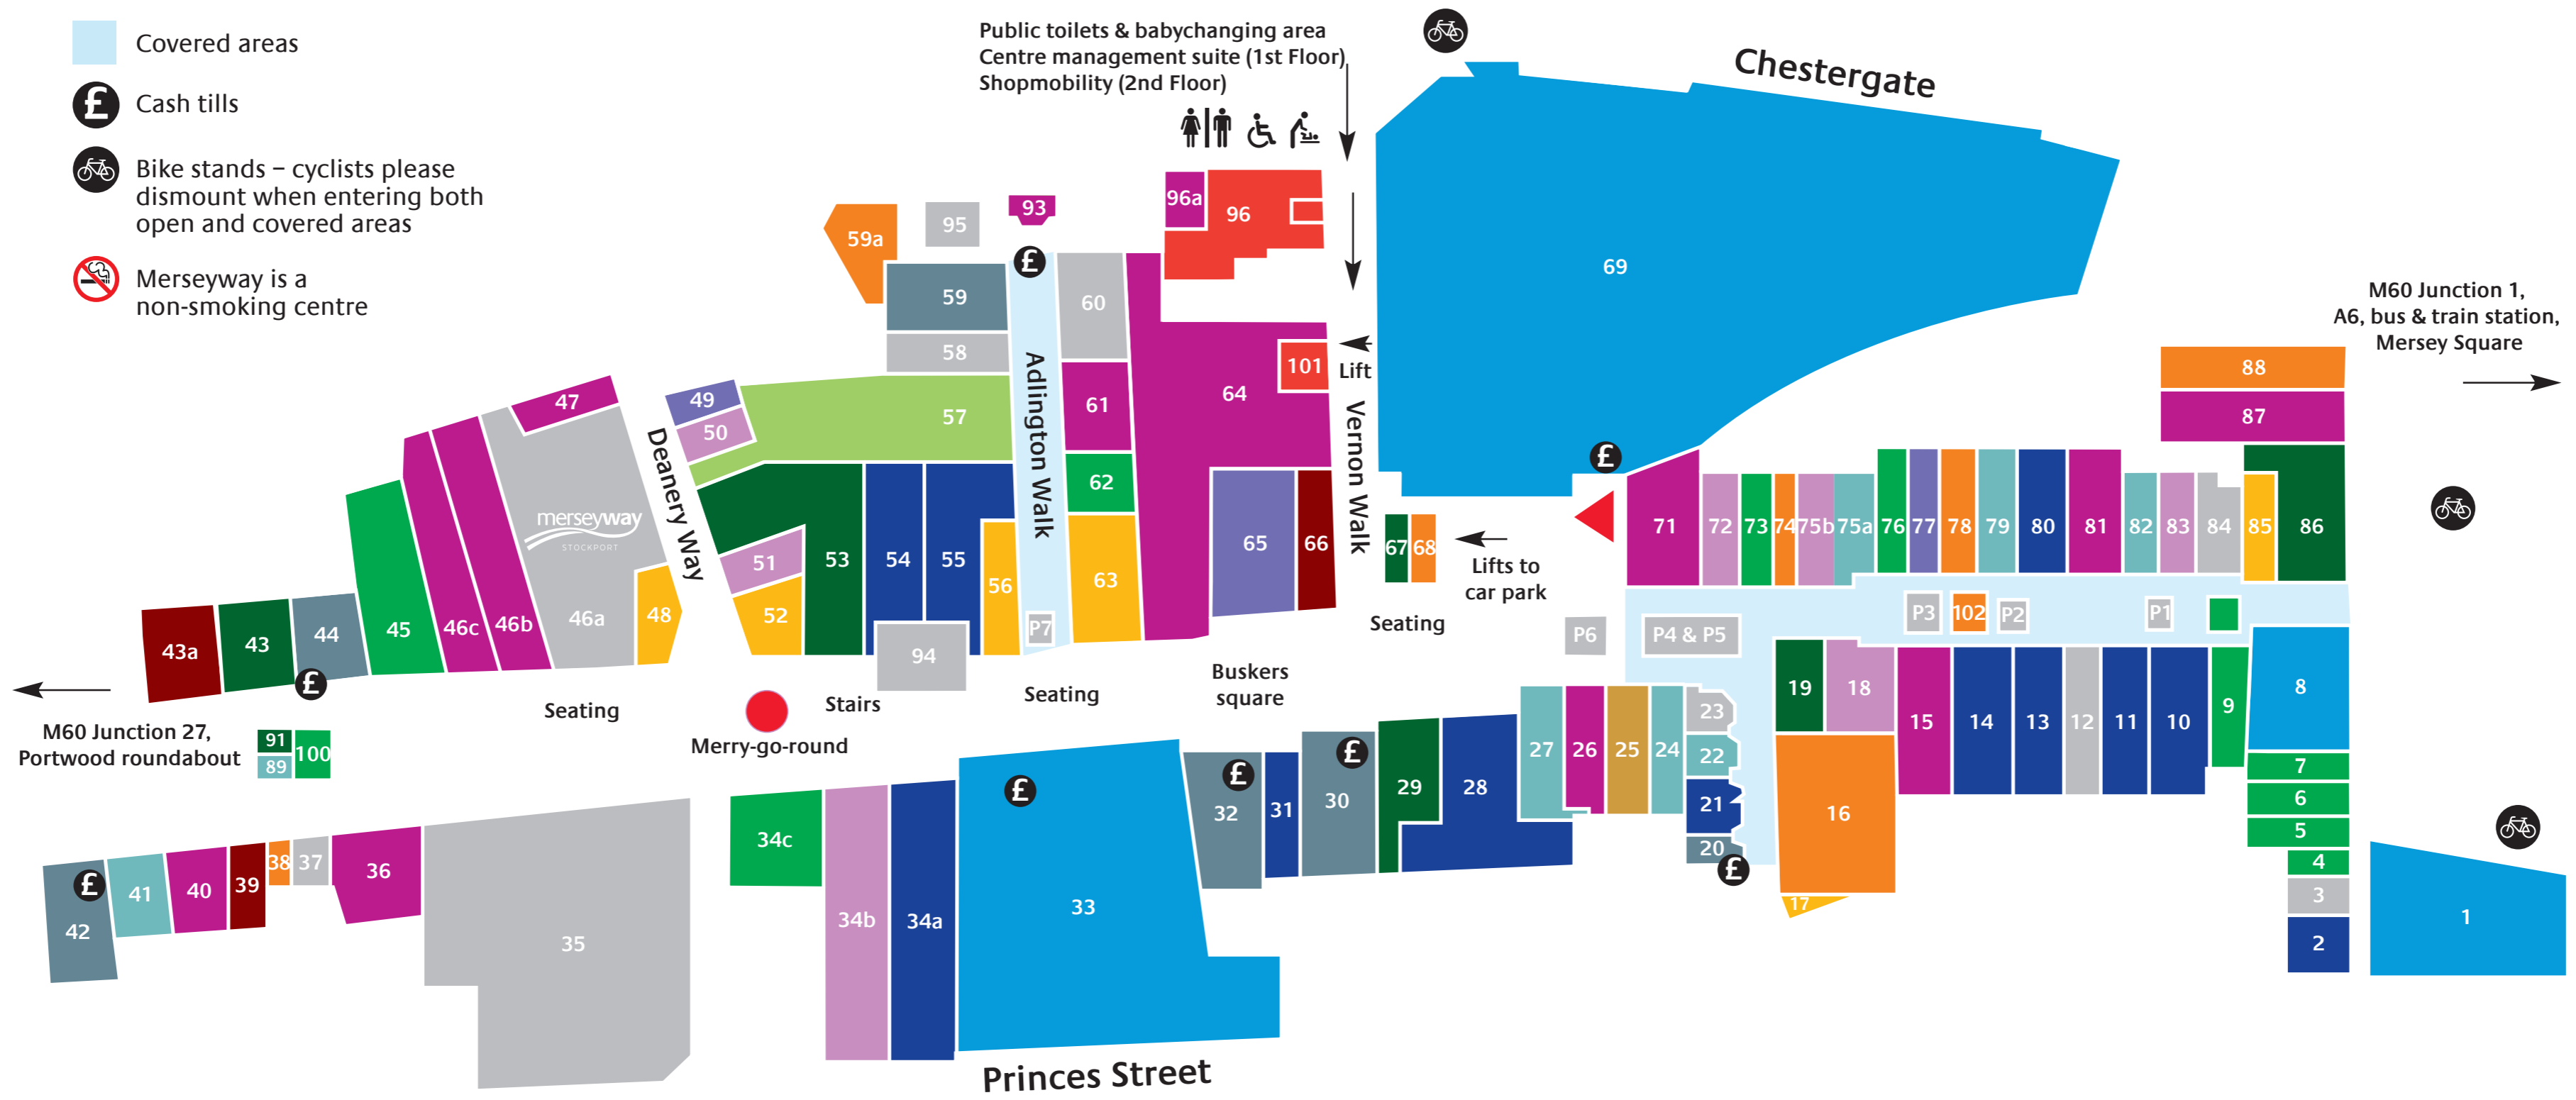 Covered areas
£
Cash tills
Bike stands – cyclists please
dismount when entering both
open and covered areas
Merseyway is a
non-smoking centre
Public toilets & babychanging area
Centre management suite (1st Floor)
Shopmobility (2nd Floor)
Chestergate
M60 Junction 1,
A6, bus & train station,
Mersey Square
96a
96
93
95
59a
59
58
60
£
69
101
Lift
64
61
62
63
65
66
Adlington Walk
Vernon Walk
57
49
50
47
Deanery Way
merseyway
STOCKPORT
53
54
55
56
51
52
48
46a
46b
46c
45
44
43
43a
£
94
P7
67
68
Lifts to
car park
Seating
Buskers
square
Seating
Stairs
Merry-go-round
Seating
M60 Junction 27,
Portwood roundabout
91
89
100
88
87
£
71
72
73
74
75b
75a
76
77
78
79
80
81
82
83
84
85
86
P6
P4 & P5
P3
102
P2
P1
19
18
15
14
13
12
11
10
9
8
7
6
5
4
3
2
1
16
17
23
22
21
20
£
27
26
25
24
28
29
30
£
31
32
£
33
£
34a
34b
34c
35
36
37
38
39
40
41
42
£
Princes Street